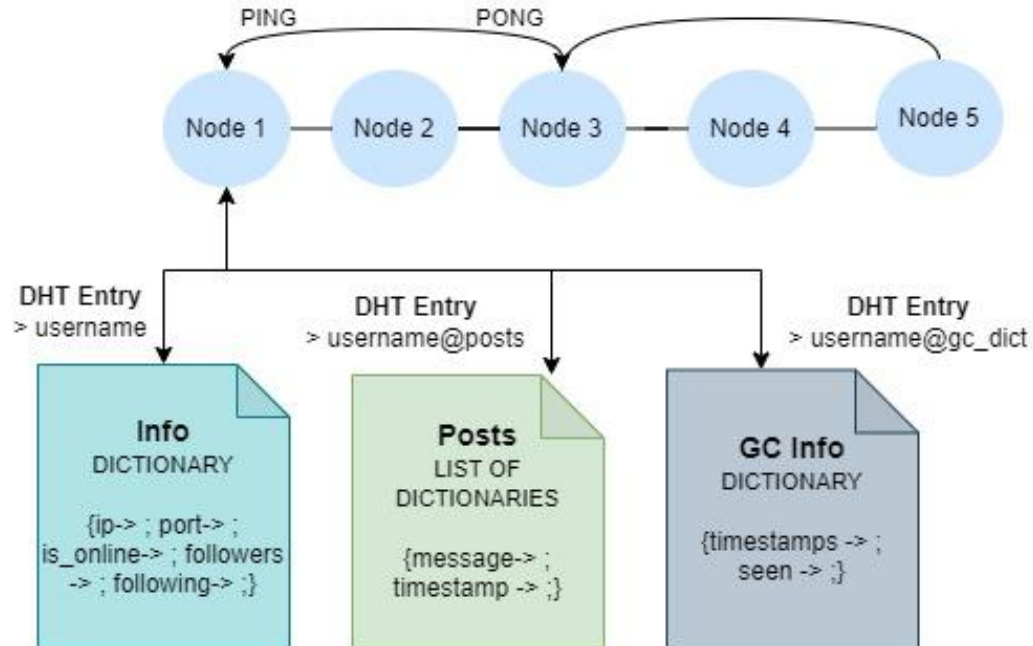 PING
PONG
Node 1
Node 2
Node 3
Node 4
Node 5
DHT Entry
> username
DHT Entry
> username@posts
DHT Entry
> username@gc_dict
Info
DICTIONARY
{ip-> ; port-> ;
is_online-> ; followers
-> ; following-> ;}
Posts
LIST OF
DICTIONARIES
{message-> ;
timestamp -> ;}
GC Info
DICTIONARY
{timestamps -> ;
seen -> ;}